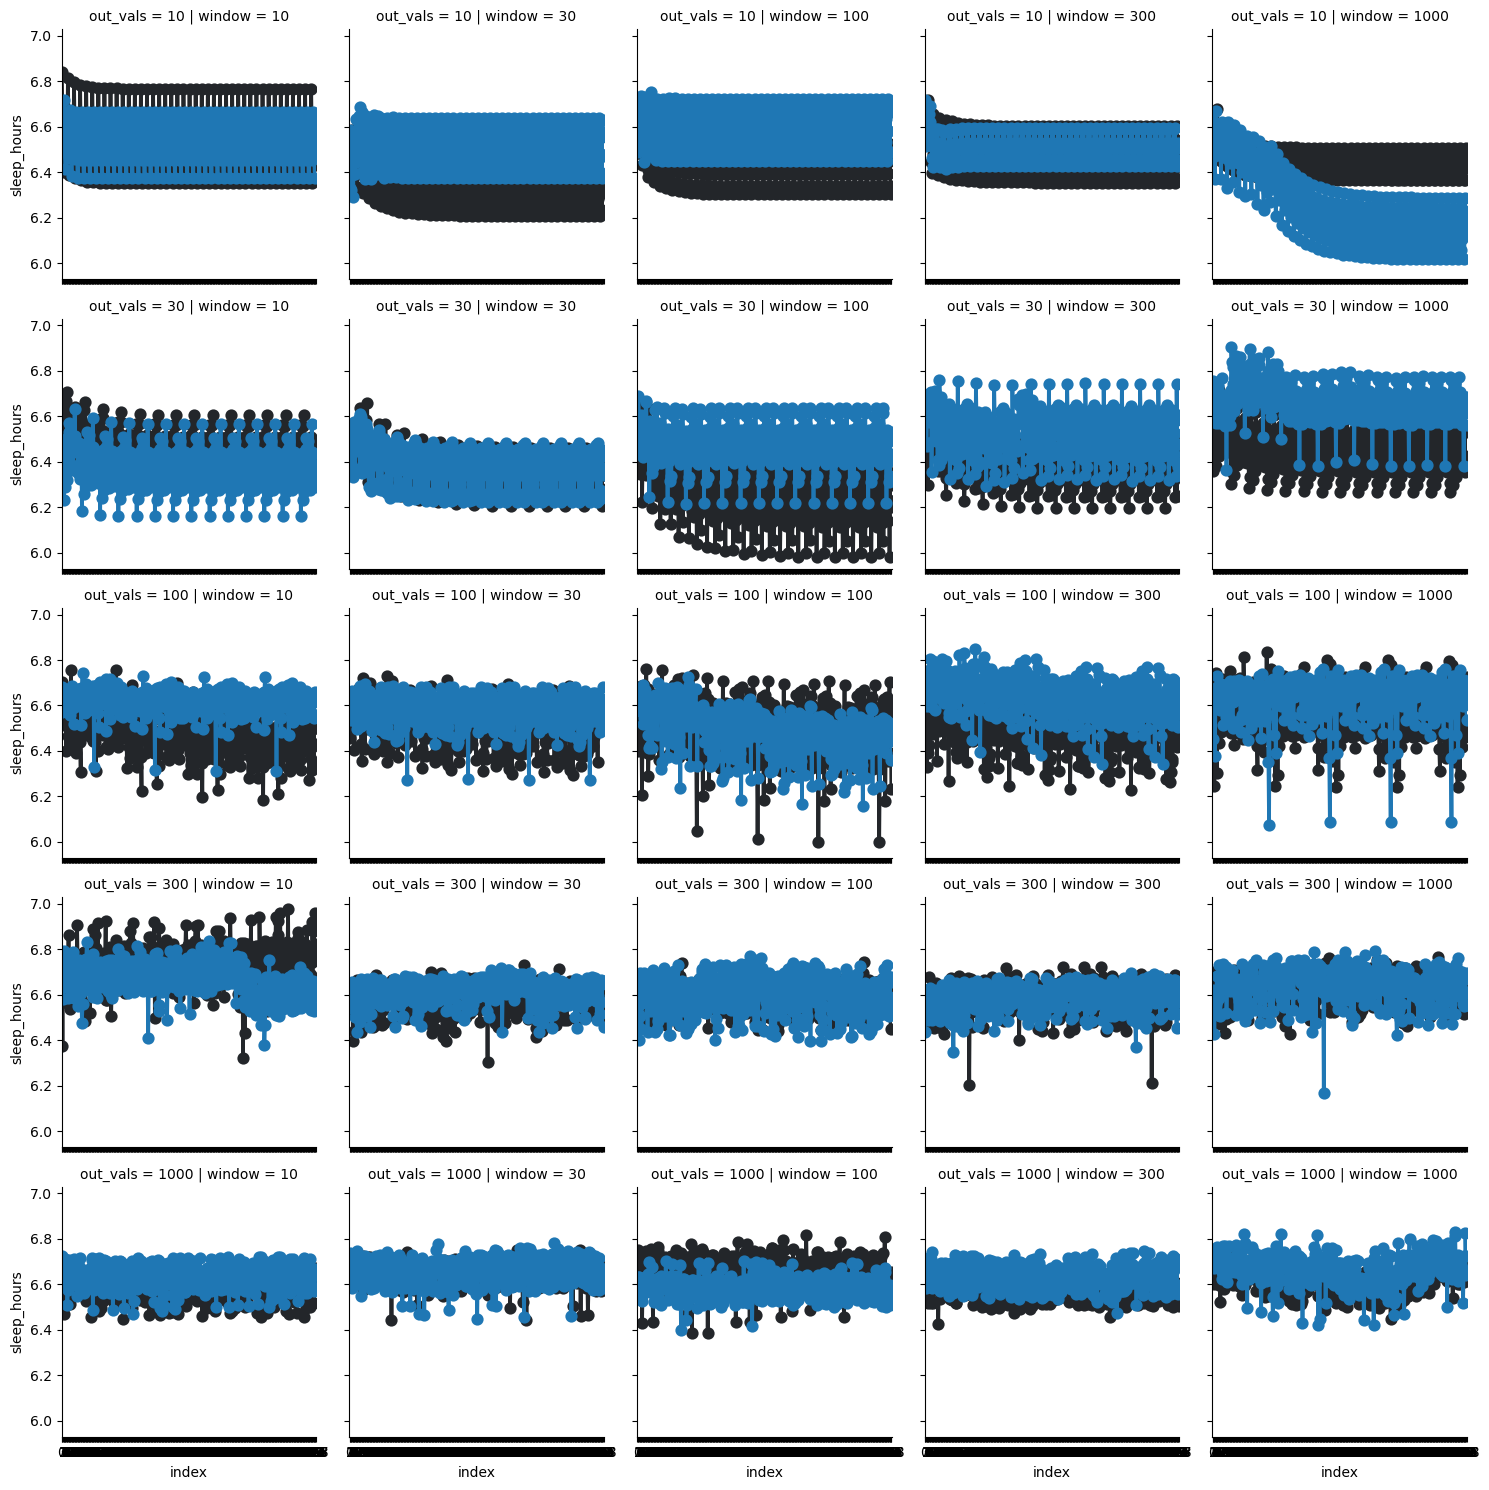 out_vals = 10 | window = 10
out_vals = 10 | window = 30
out_vals = 10 | window = 100
out_vals = 10 | window = 300
out_vals = 10 | window = 1000
7.0
6.8
6.6
6.4
6.2
6.0
sleep_hours
out_vals = 30 | window = 10
out_vals = 30 | window = 30
out_vals = 30 | window = 100
out_vals = 30 | window = 300
out_vals = 30 | window = 1000
7.0
6.8
6.6
6.4
6.2
6.0
sleep_hours
out_vals = 100 | window = 10
out_vals = 100 | window = 30
out_vals = 100 | window = 100
out_vals = 100 | window = 300
out_vals = 100 | window = 1000
7.0
6.8
6.6
6.4
6.2
6.0
sleep_hours
out_vals = 300 | window = 10
out_vals = 300 | window = 30
out_vals = 300 | window = 100
out_vals = 300 | window = 300
out_vals = 300 | window = 1000
7.0
6.8
6.6
6.4
6.2
6.0
sleep_hours
out_vals = 1000 | window = 10
out_vals = 1000 | window = 30
out_vals = 1000 | window = 100
out_vals = 1000 | window = 300
out_vals = 1000 | window = 1000
7.0
6.8
6.6
6.4
6.2
6.0
sleep_hours
index
index
index
index
index